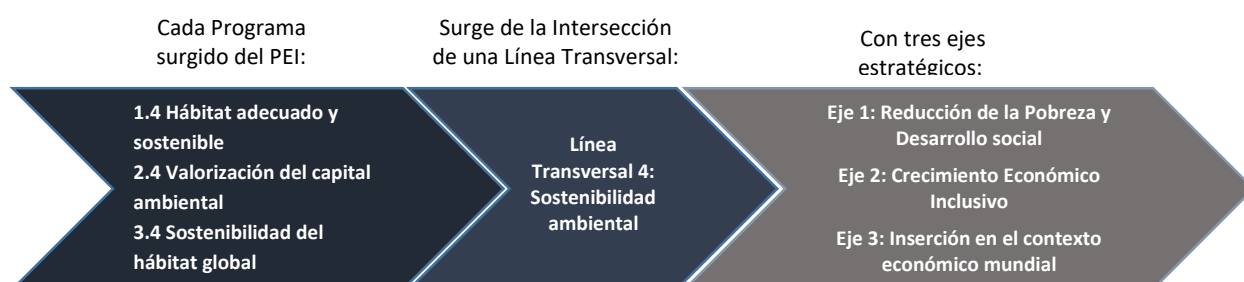 Cada Programa
surgido del PEI:
Surge de la Intersección
de una Línea Transversal:
Con tres ejes
estratégicos:
1.4 Hábitat adecuado y
sostenible
2.4 Valorización del capital
ambiental
3.4 Sostenibilidad del
hábitat global
Línea
Transversal 4:
Sostenibilidad
ambiental
Eje 1: Reducción de la Pobreza y
Desarrollo social
Eje 2: Crecimiento Económico
Inclusivo
Eje 3: Inserción en el contexto
económico mundial